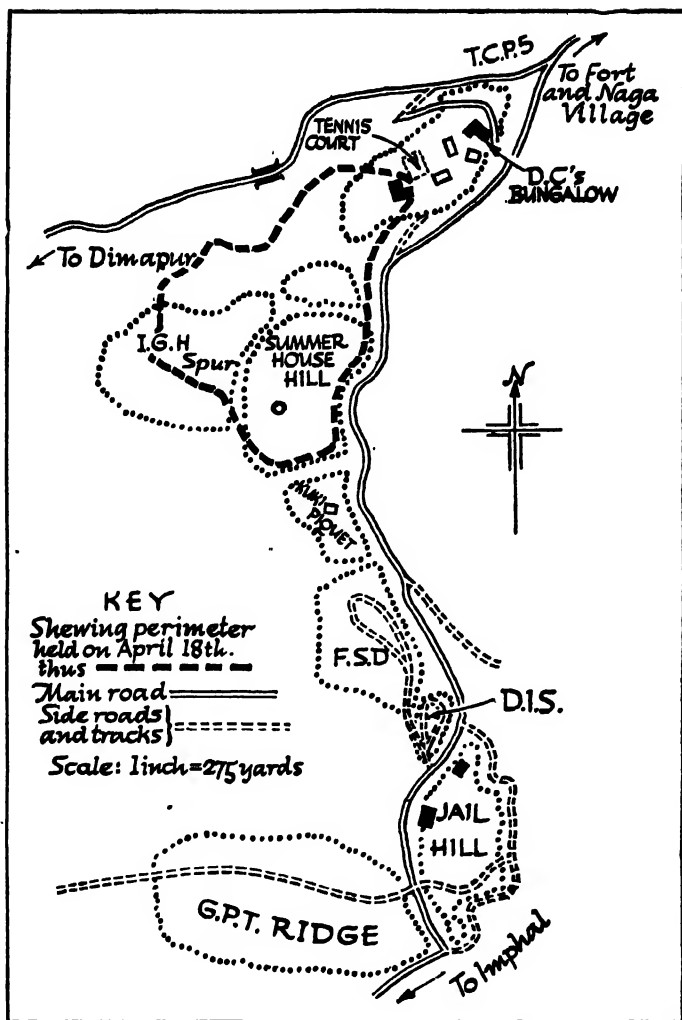 T.C.P.5
To Fort
and Naga
Village
TENNIS
COURT
D.C's
BUNGALOW
To Dimapur
I.G.H
Spur
SUMMER
HOUSE
HILL
N
KUKI
PIQUET
KEY
Shewing perimeter
held on April 18th.
thus
Main road
Side roads
and tracks
Scale: 1inch=275yards
F.S.D
D.I.S.
JAIL
HILL
G.P.T. RIDGE
To Imphal